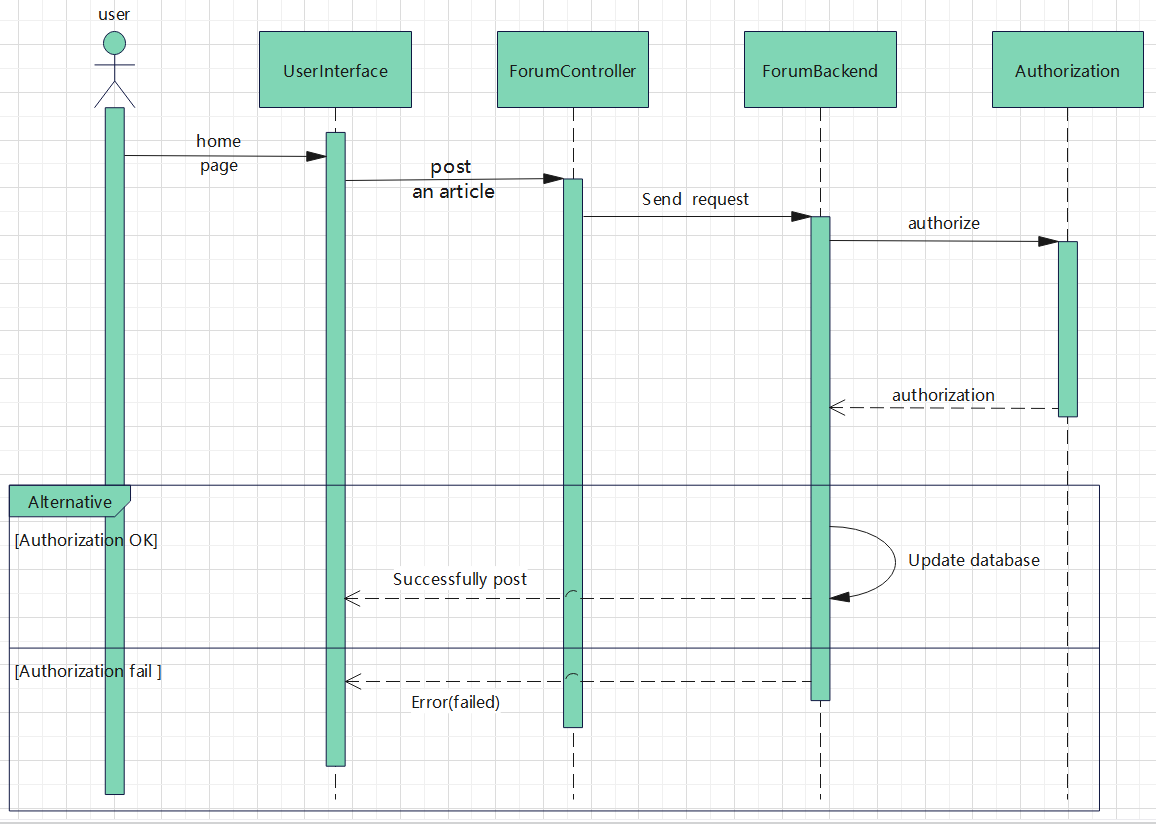 user
UserInterface
ForumController
ForumBackend
Authorization
home
page
post
an article
Send request
authorize
authorization
Alternative
[Authorization OK]
Update database
Successfully post
[Authorization fail ]
Error(failed)